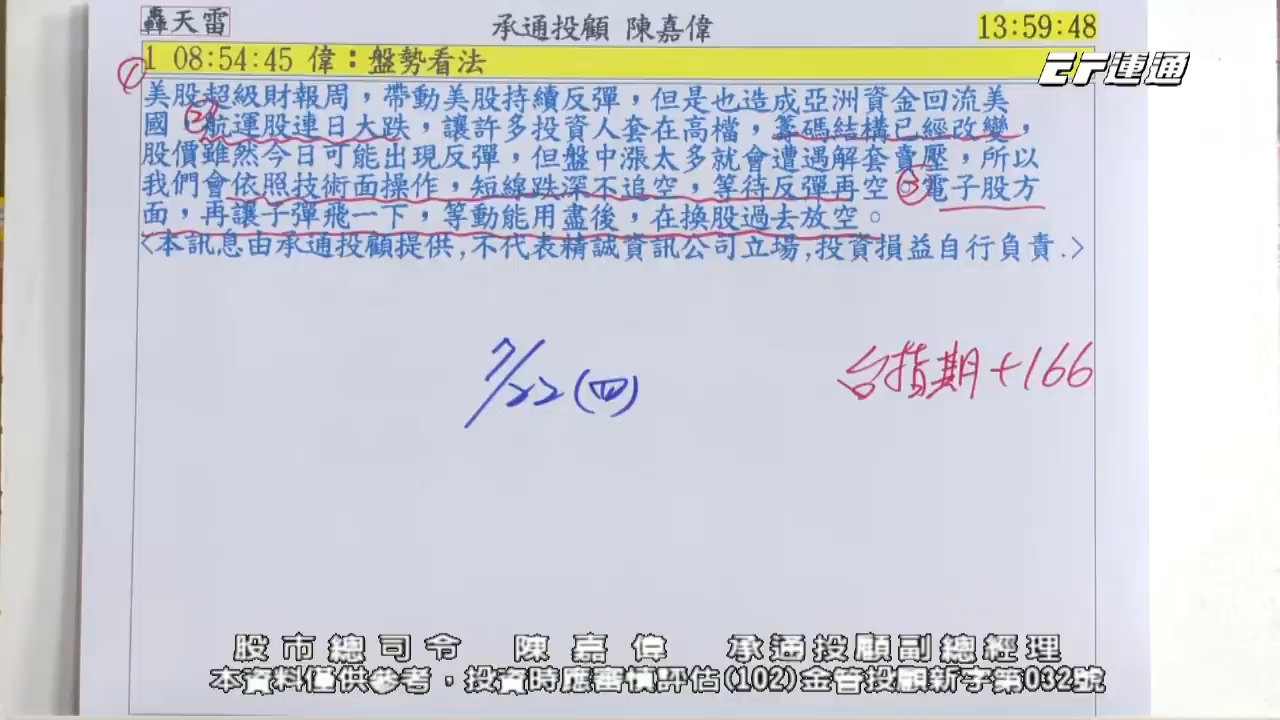 轟天雷 承通投顧 陳嘉偉 13:59:48
1 08:54:45 偉：盤勢看法
運通
①
美股超級財報周，帶動美股持續反彈，但是也造成亞洲資金回流美
國，②航運股連日大跌，讓許多投資人套在高檔，籌碼結構已經改變，
股價雖然今日可能出現反彈，但盤中漲太多就會遭遇解套賣壓，所以
我們會依照技術面操作，短線跌深不追空，等待反彈再空。③電子股方
面，再讓子彈飛一下，等動能用盡後，在換股過去放空。
<本訊息由承通投顧提供,不代表精誠資訊公司立場,投資損益自行負責.>
7/22(四) 台指期+166
股市總司令 陳嘉偉 承通投顧副總經理
本資料僅供參考，投資時應審慎評估(102)金管投顧新字第032號